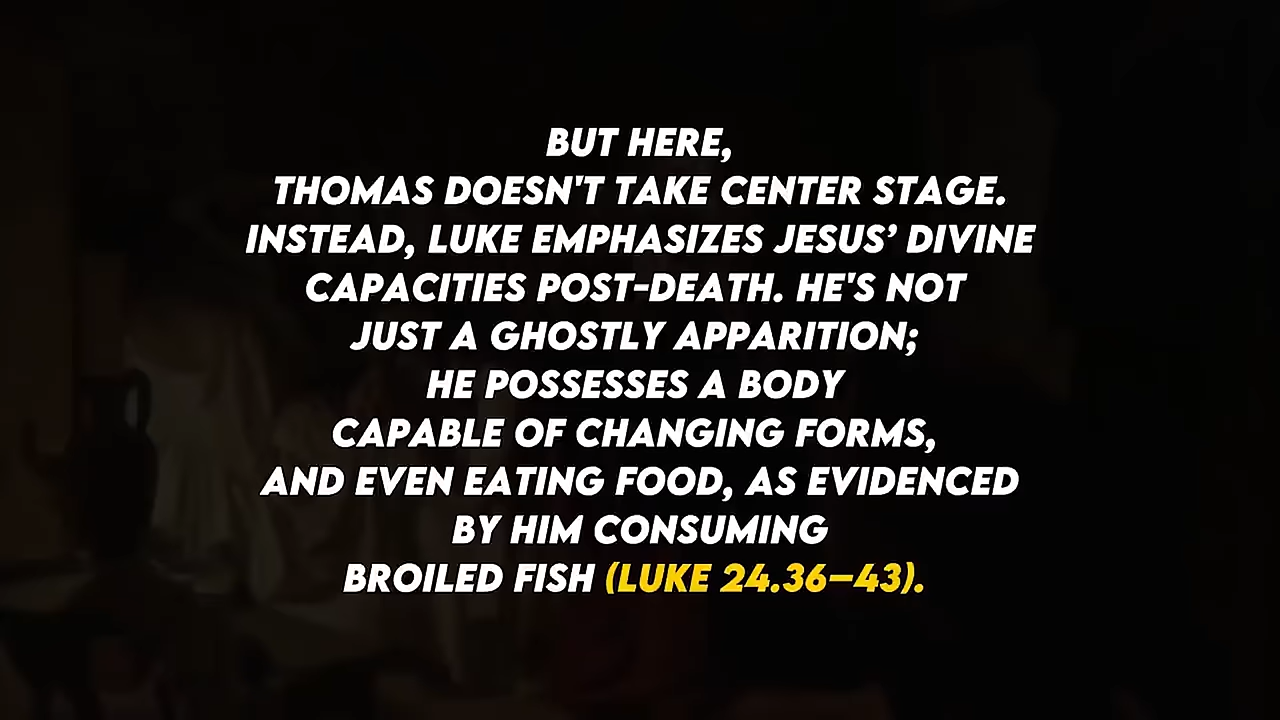 BUT HERE,
THOMAS DOESN'T TAKE CENTER STAGE.
INSTEAD, LUKE EMPHASIZES JESUS’ DIVINE
CAPACITIES POST-DEATH. HE'S NOT
JUST A GHOSTLY APPARITION;
HE POSSESSES A BODY
CAPABLE OF CHANGING FORMS,
AND EVEN EATING FOOD, AS EVIDENCED
BY HIM CONSUMING
BROILED FISH (LUKE 24.36–43).